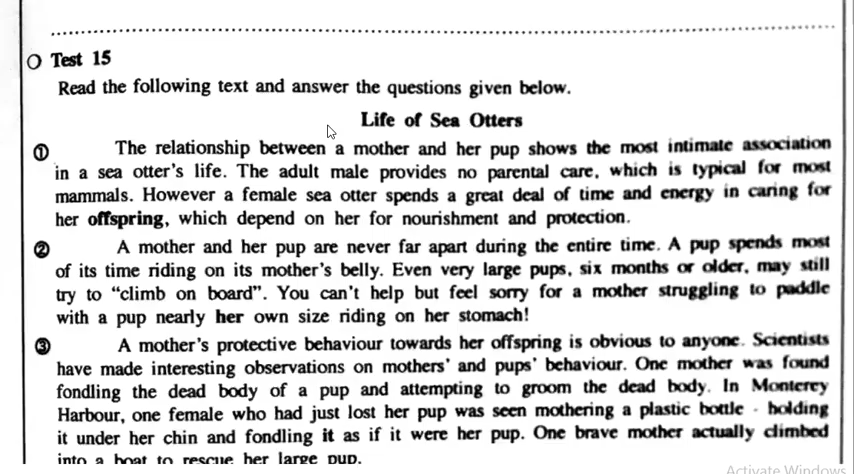 Test 15
Read the following text and answer the questions given below.
Life of Sea Otters
① The relationship between a mother and her pup shows the most intimate association
in a sea otter's life. The adult male provides no parental care, which is typical for most
mammals. However a female sea otter spends a great deal of time and energy in caring for
her offspring, which depend on her for nourishment and protection.
② A mother and her pup are never far apart during the entire time. A pup spends most
of its time riding on its mother's belly. Even very large pups, six months or older, may still
try to "climb on board". You can't help but feel sorry for a mother struggling to paddle
with a pup nearly her own size riding on her stomach!
③ A mother's protective behaviour towards her offspring is obvious to anyone. Scientists
have made interesting observations on mothers' and pups' behaviour. One mother was found
fondling the dead body of a pup and attempting to groom the dead body. In Monterey
Harbour, one female who had just lost her pup was seen mothering a plastic bottle - holding
it under her chin and fondling it as if it were her pup. One brave mother actually climbed
into a boat to rescue her large pup.
Activate Windows